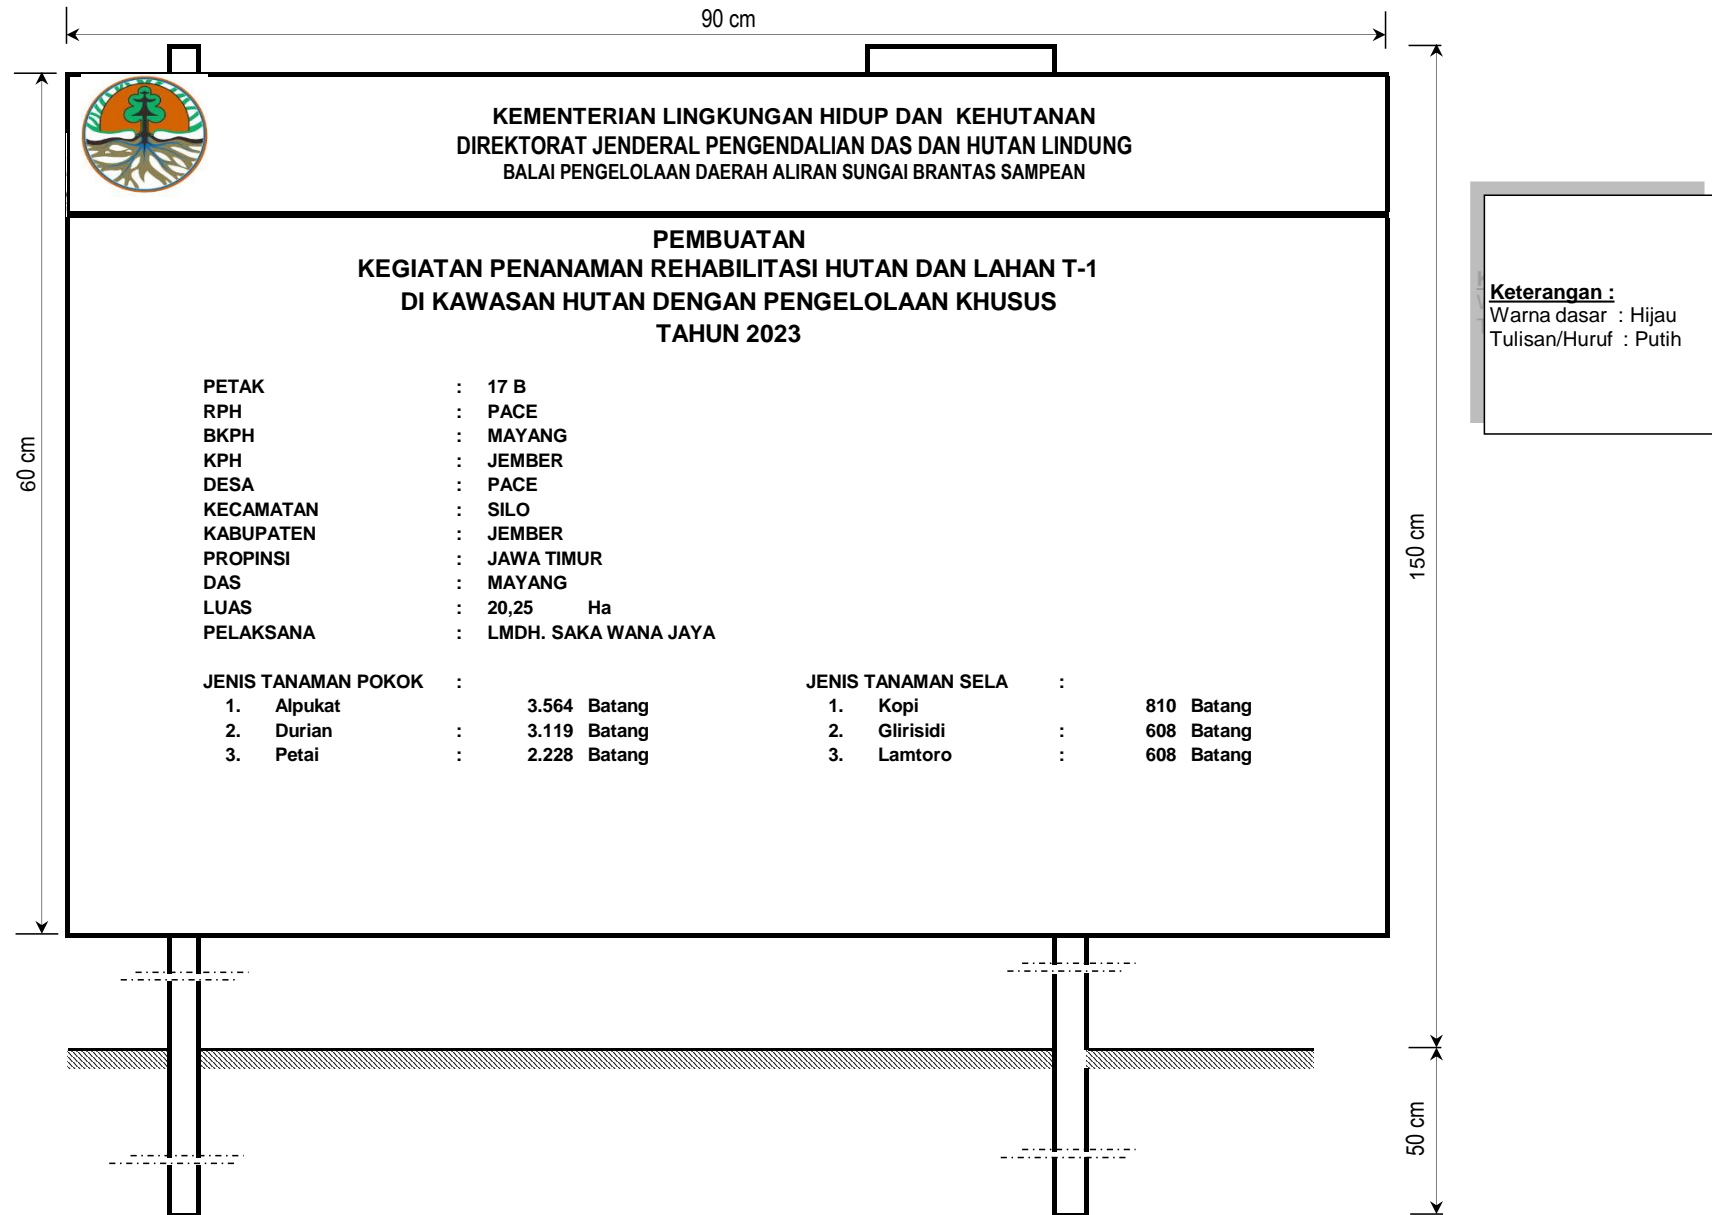 90 cm
KEMENTERIAN LINGKUNGAN HIDUP DAN KEHUTANAN
DIREKTORAT JENDERAL PENGENDALIAN DAS DAN HUTAN LINDUNG
BALAI PENGELOLAAN DAERAH ALIRAN SUNGAI BRANTAS SAMPEAN
PEMBUATAN
KEGIATAN PENANAMAN REHABILITASI HUTAN DAN LAHAN T-1
DI KAWASAN HUTAN DENGAN PENGELOLAAN KHUSUS
TAHUN 2023
PETAK : 17 B
RPH : PACE
BKPH : MAYANG
KPH : JEMBER
DESA : PACE
KECAMATAN : SILO
KABUPATEN : JEMBER
PROPINSI : JAWA TIMUR
DAS : MAYANG
LUAS : 20,25 Ha
PELAKSANA : LMDH. SAKA WANA JAYA
JENIS TANAMAN POKOK : JENIS TANAMAN SELA :
1. Alpukat 3.564 Batang 1. Kopi 810 Batang
2. Durian : 3.119 Batang 2. Glirisidi : 608 Batang
3. Petai : 2.228 Batang 3. Lamtoro : 608 Batang
60 cm
150 cm
50 cm
Keterangan :
Warna dasar : Hijau
Tulisan/Huruf : Putih